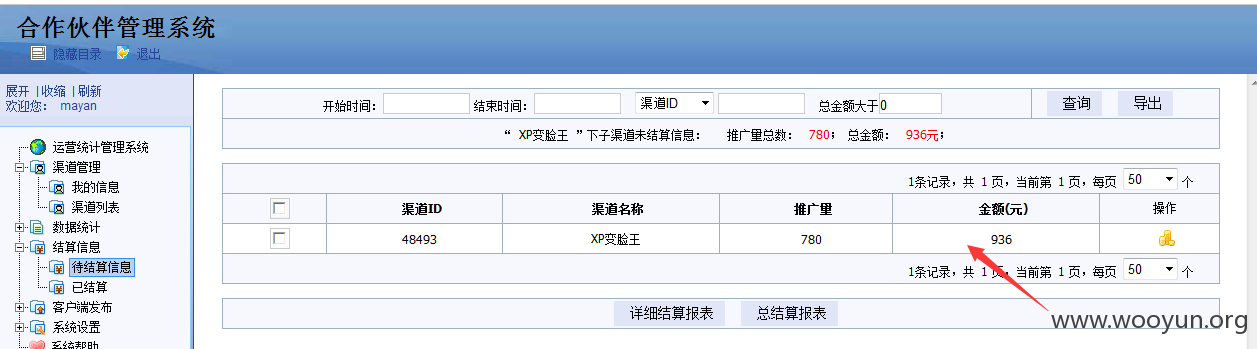 合作伙伴管理系统
隐藏目录 退出
展开 |收缩 |刷新
欢迎您： mayan
运营统计管理系统
渠道管理
我的信息
渠道列表
数据统计
结算信息
待结算信息
已结算
客户端发布
系统设置
系统帮助
开始时间： 结束时间： 渠道ID 总金额大于0 查询 导出
“ XP变脸王 ”下子渠道未结算信息： 推广量总数： 780； 总金额： 936元；
1条记录，共 1 页，当前第 1 页，每页 50 个
渠道ID 渠道名称 推广量 金额(元) 操作
48493 XP变脸王 780 936
1条记录，共 1 页，当前第 1 页，每页 50 个
详细结算报表 总结算报表
www.wooyun.org